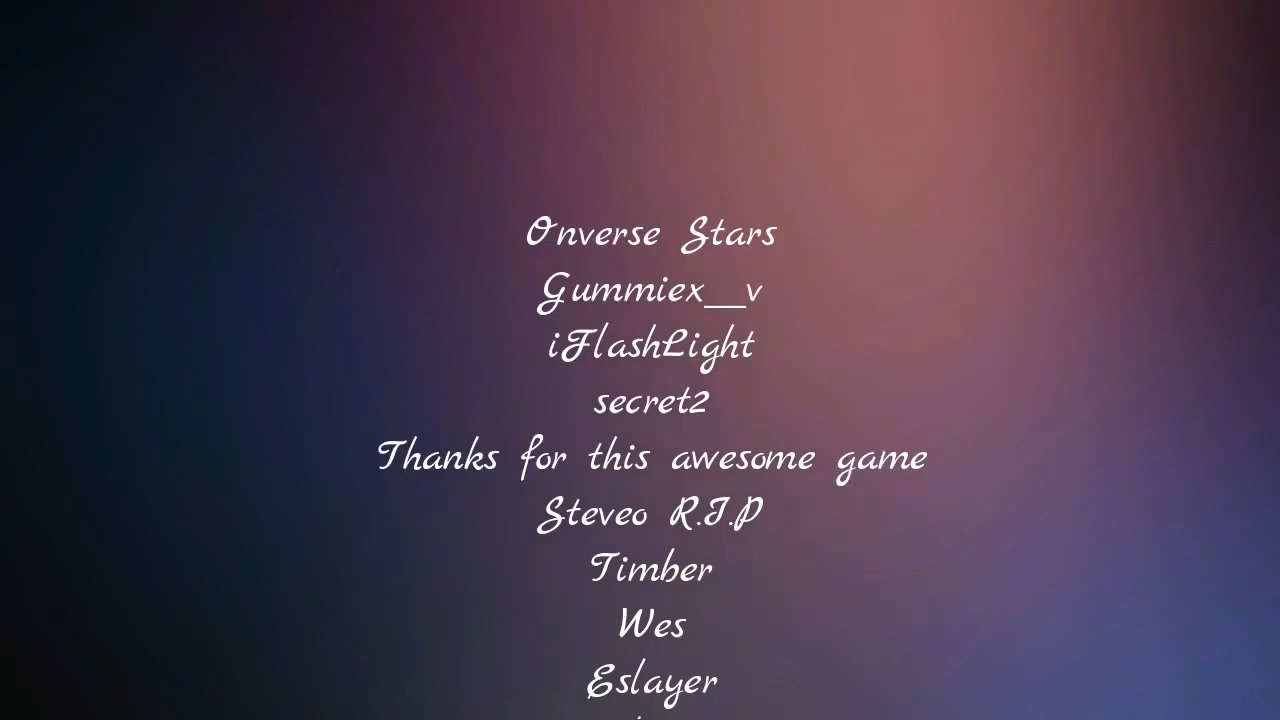 Onverse Stars
Gummiex__v
iFlashLight
secret2
Thanks for this awesome game
Steveo R.I.P
Timber
Wes
Eslayer